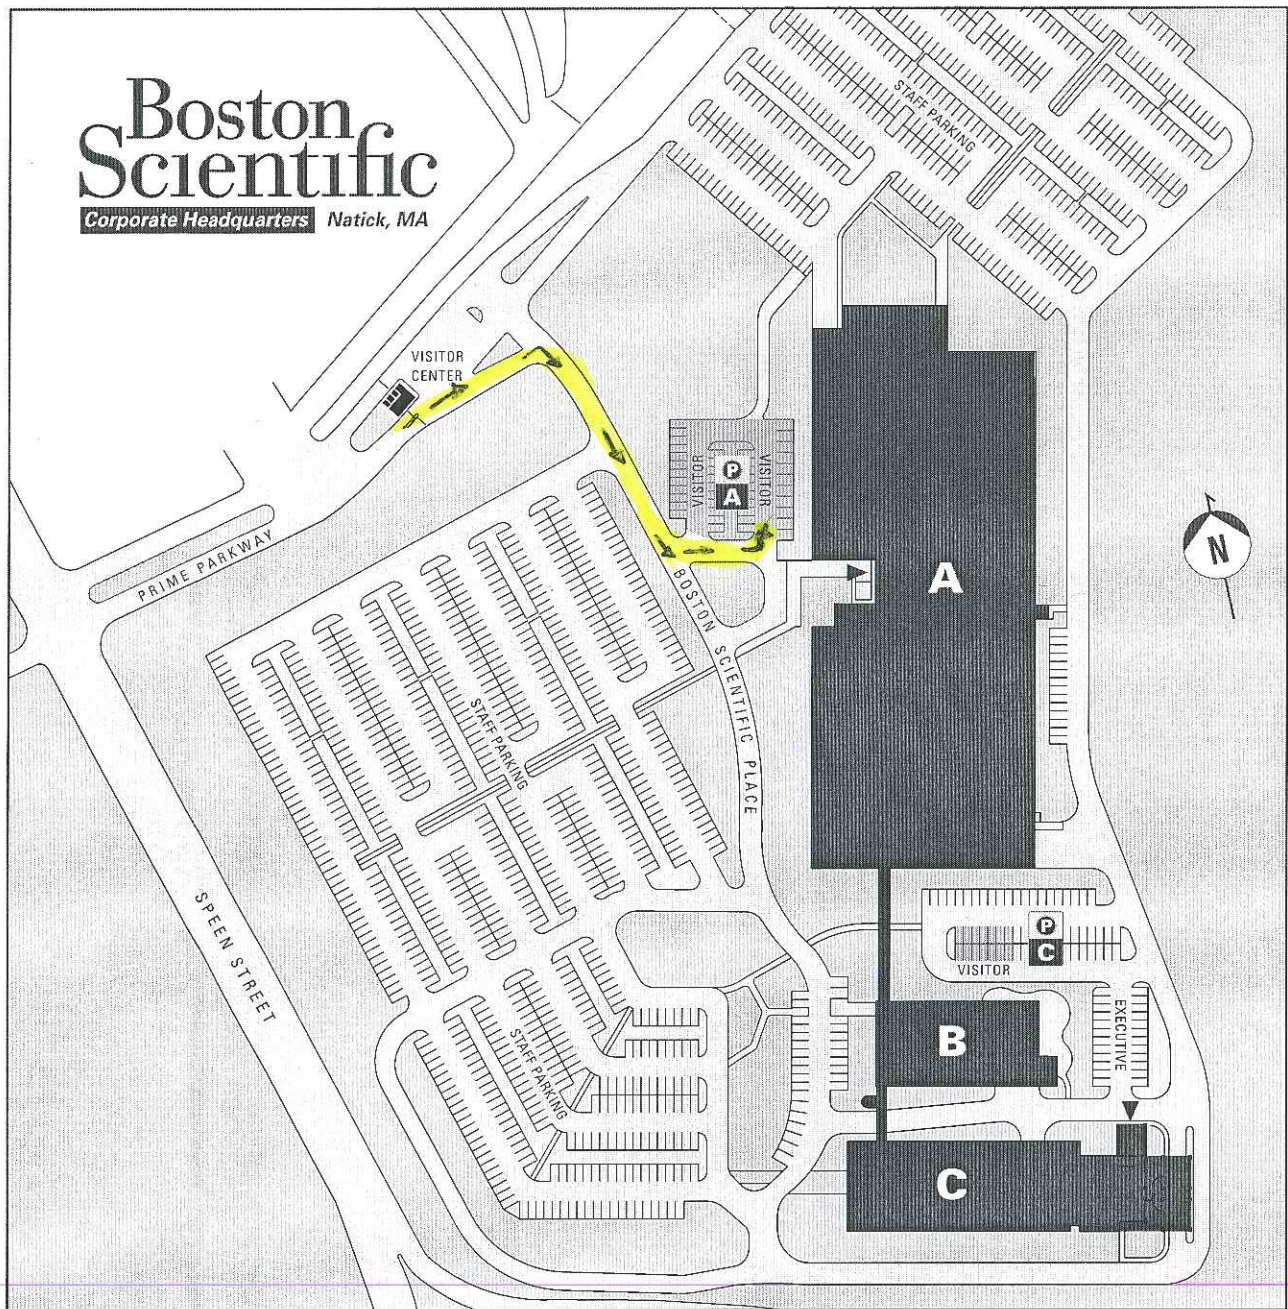 Boston
Scientific
Corporate Headquarters Natick, MA
STAFF PARKING
VISITOR
CENTER
VISITOR
P
A
VISITOR
PRIME PARKWAY
N
A
BOSTON SCIENTIFIC PLACE
STAFF PARKING
SPEEN STREET
P
C
VISITOR
EXECUTIVE
B
STAFF PARKING
C